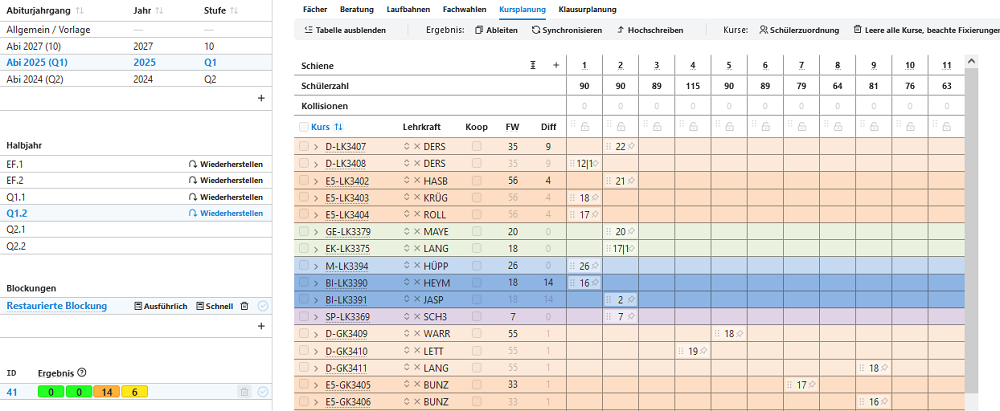 Abiturjahrgang Jahr Stufe
Allgemein / Vorlage — —
Abi 2027 (10) 2027 10
Abi 2025 (Q1) 2025 Q1
Abi 2024 (Q2) 2024 Q2
+
Halbjahr
EF.1 Wiederherstellen
EF.2 Wiederherstellen
Q1.1 Wiederherstellen
Q1.2 Wiederherstellen
Q2.1
Q2.2
Blockungen
Restaurierte Blockung Ausführlich Schnell
+
ID Ergebnis
41 0 0 14 6
Fächer Beratung Laufbahnen Fachwahlen Kursplanung Klausurplanung
Tabelle ausblenden Ergebnis: Ableiten Synchronisieren Hochschreiben Kurse: Schülerzuordnung Leere alle Kurse, beachte Fixierungen
Schiene + 1 2 3 4 5 6 7 8 9 10 11
Schülerzahl 90 90 89 115 90 89 79 64 81 76 63
Kollisionen 0 0 0 0 0 0 0 0 0 0 0
Kurs Lehrkraft Koop FW Diff
D-LK3407 DERS 35 9 22
D-LK3408 DERS 35 9 12|1
E5-LK3402 HASB 56 4 21
E5-LK3403 KRÜG 56 4 18
E5-LK3404 ROLL 56 4 17
GE-LK3379 MAYE 20 0 20
EK-LK3375 LANG 18 0 17|1
M-LK3394 HÜPP 26 0 26
BI-LK3390 HEYM 18 14 16
BI-LK3391 JASP 18 14 2
SP-LK3369 SCH3 7 0 7
D-GK3409 WARR 55 1 18
D-GK3410 LETT 55 1 19
D-GK3411 LANG 55 1 18
E5-GK3405 BUNZ 33 1 17
E5-GK3406 BUNZ 33 1 16